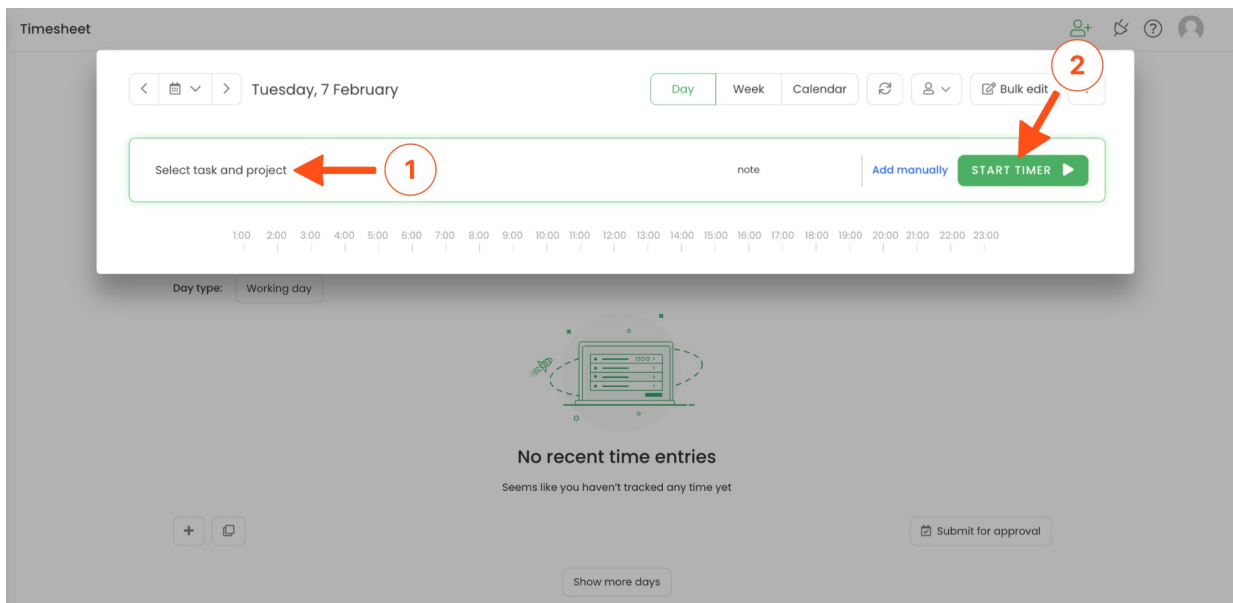 Timesheet
2
Tuesday, 7 February
Day Week Calendar Bulk edit
Select task and project 1 note Add manually START TIMER
1:00 2:00 3:00 4:00 5:00 6:00 7:00 8:00 9:00 10:00 11:00 12:00 13:00 14:00 15:00 16:00 17:00 18:00 19:00 20:00 21:00 22:00 23:00
Day type: Working day
No recent time entries
Seems like you haven't tracked any time yet
Submit for approval
Show more days